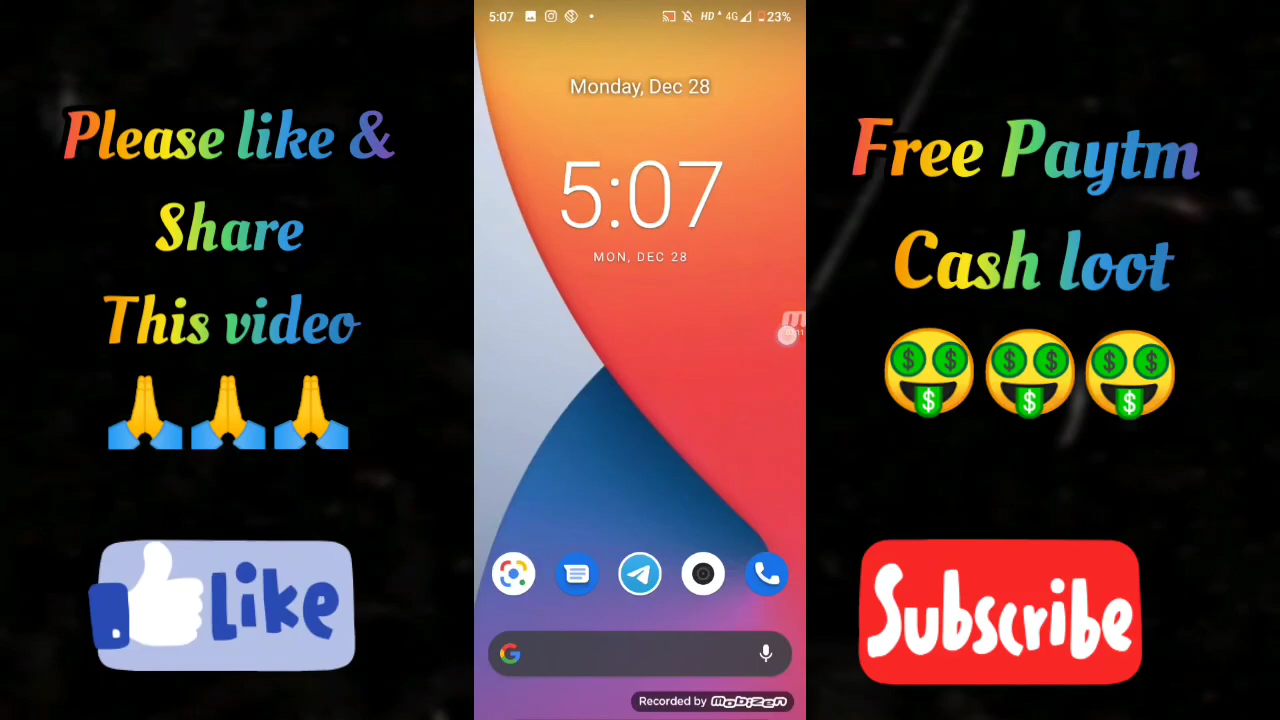 Please like &
Share
This video
Like
5:07
HD 4G 23%
Monday, Dec 28
5:07
MON, DEC 28
Recorded by mobizen
Free Paytm
Cash loot
Subscribe